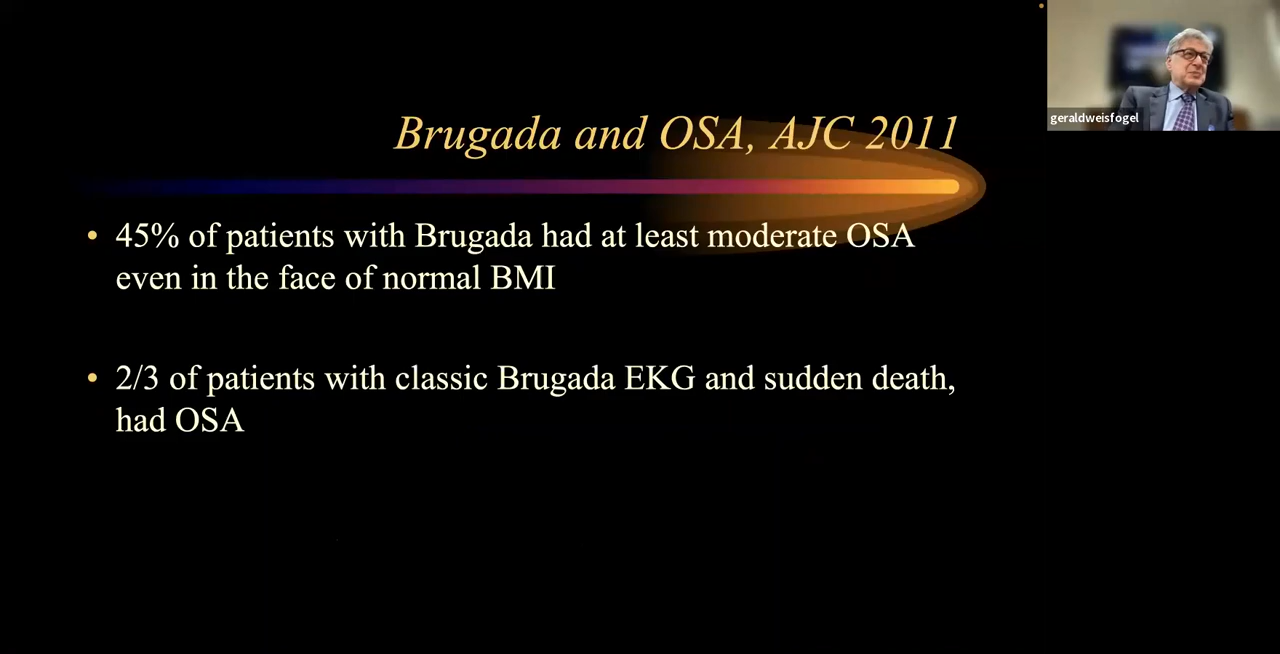 geraldweisfogel
Brugada and OSA, AJC 2011
• 45% of patients with Brugada had at least moderate OSA
even in the face of normal BMI
• 2/3 of patients with classic Brugada EKG and sudden death,
had OSA